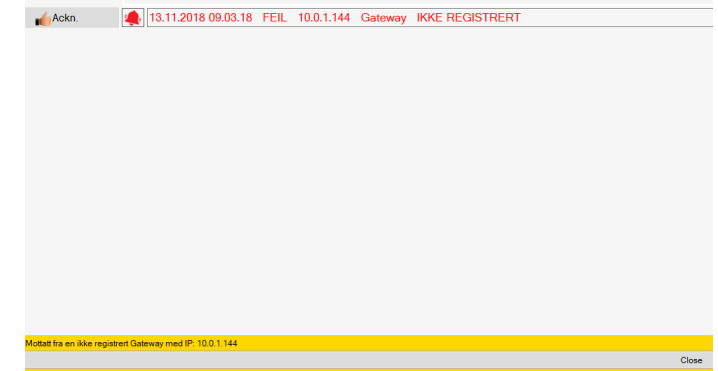 Ackn. 13.11.2018 09.03.18 FEIL 10.0.1.144 Gateway IKKE REGISTRERT
Mottatt fra en ikke registrert Gateway med IP: 10.0.1.144
Close